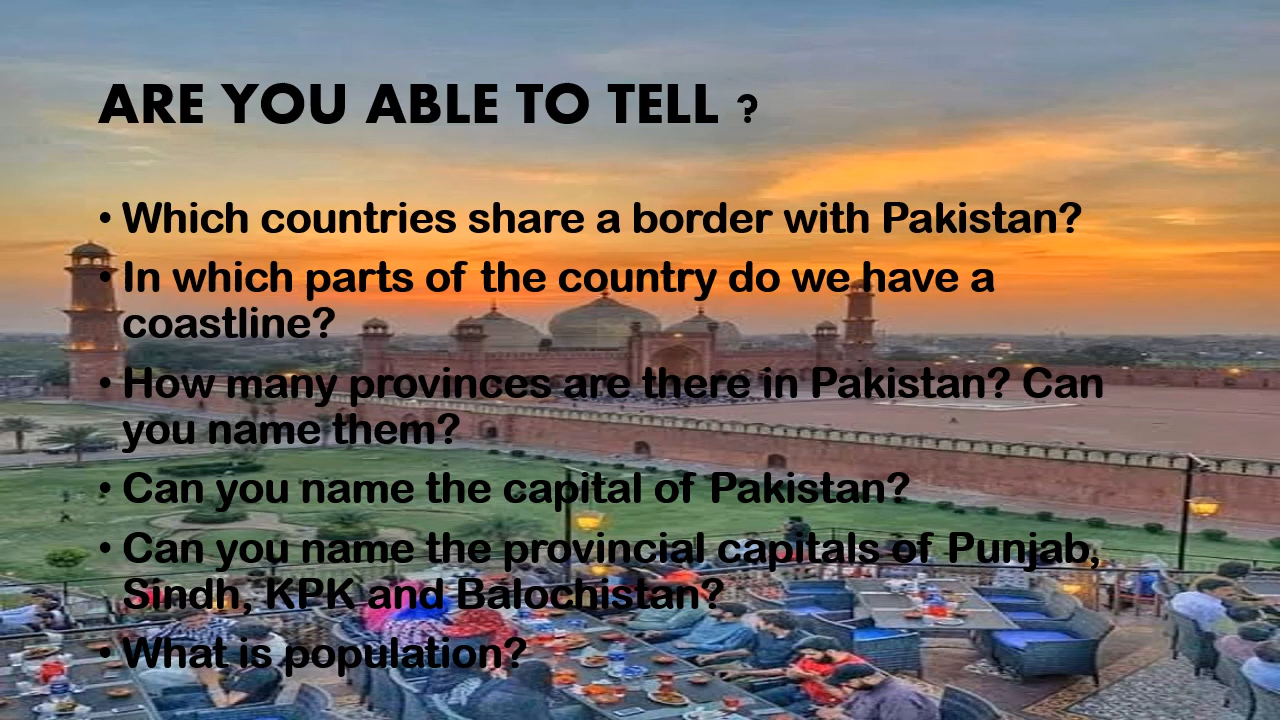 ARE YOU ABLE TO TELL ?
• Which countries share a border with Pakistan?
• In which parts of the country do we have a
coastline?
• How many provinces are there in Pakistan? Can
you name them?
• Can you name the capital of Pakistan?
• Can you name the provincial capitals of Punjab,
Sindh, KPK and Balochistan?
• What is population?